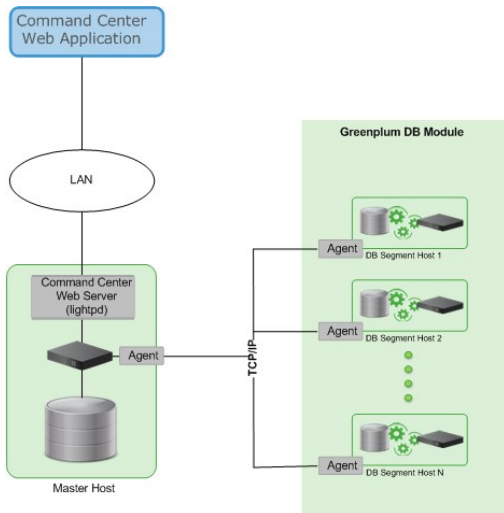 Command Center
Web Application
LAN
Command Center
Web Server
(lightpd)
Agent
Master Host
TCP/IP
Greenplum DB Module
Agent
DB Segment Host 1
Agent
DB Segment Host 2
Agent
DB Segment Host N